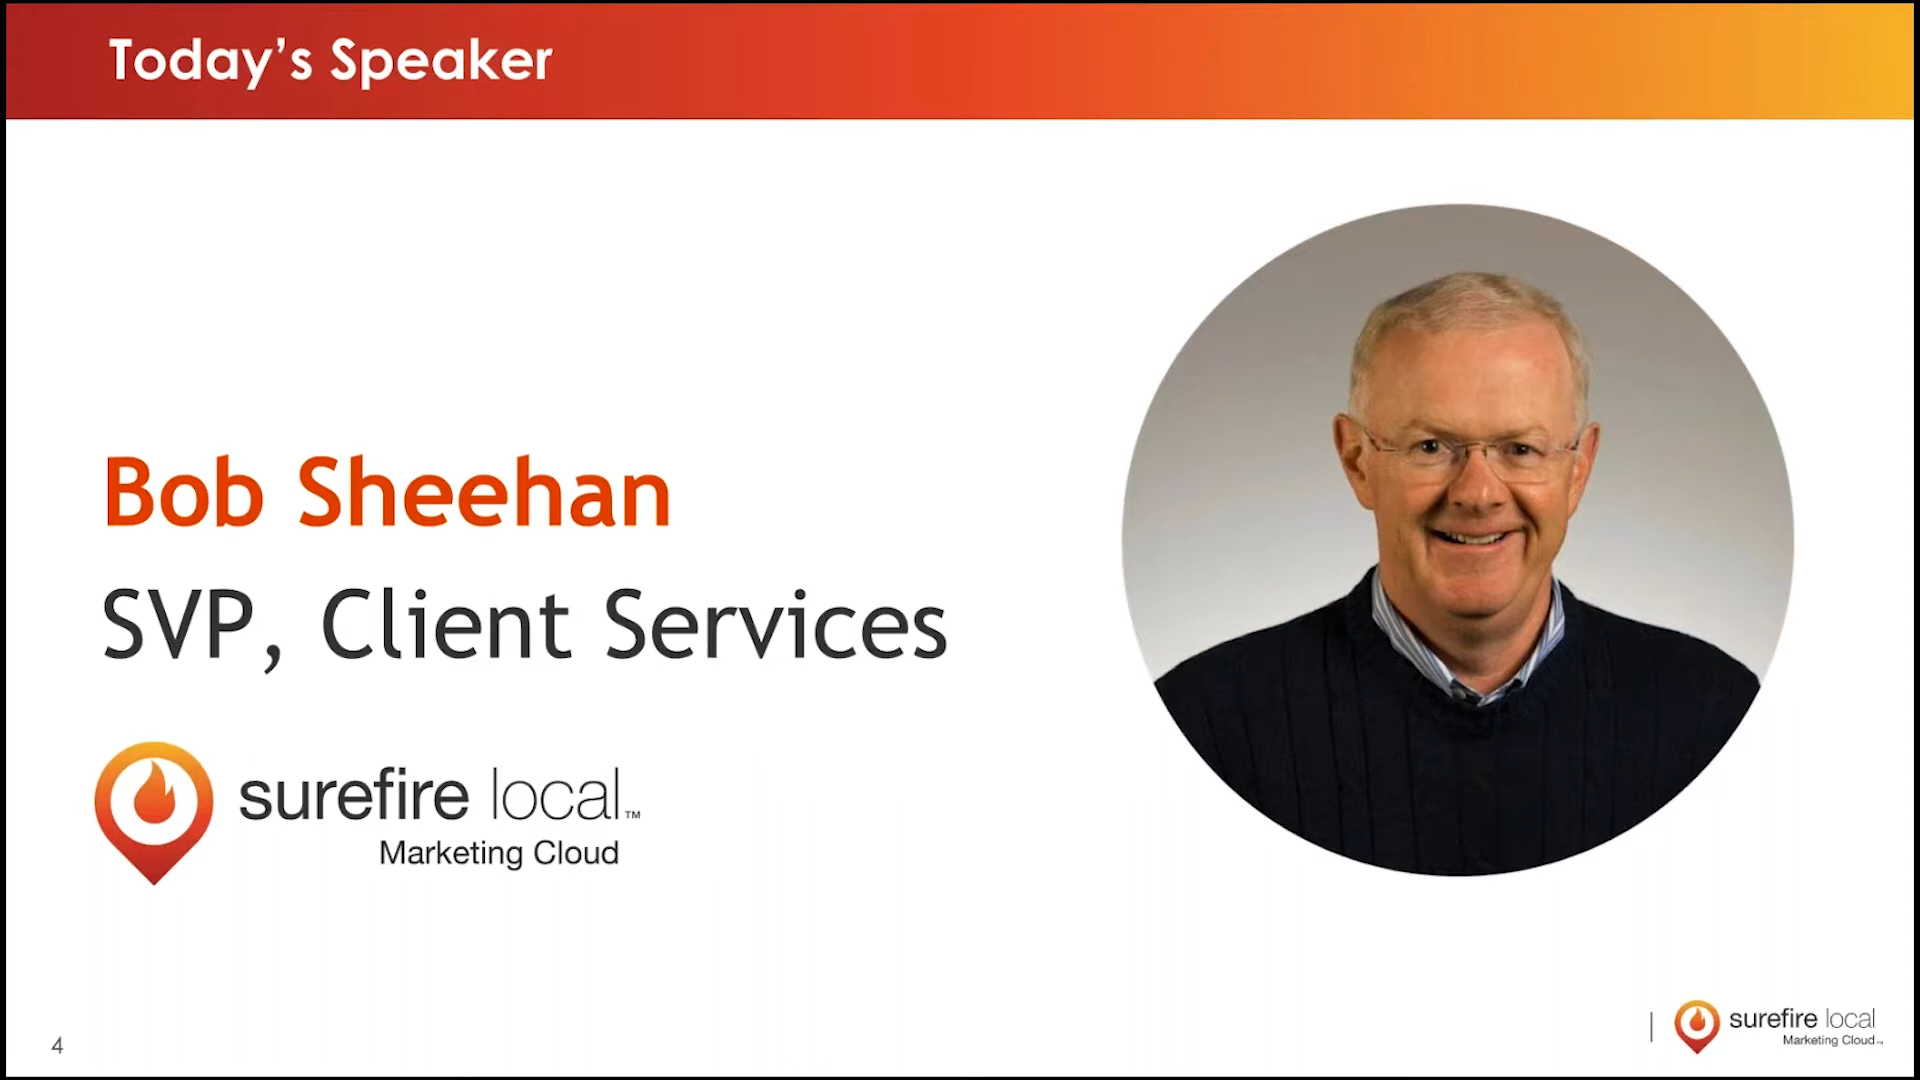 Today’s Speaker
Bob Sheehan
SVP, Client Services
surefire local™
Marketing Cloud
4
surefire local
Marketing Cloud™